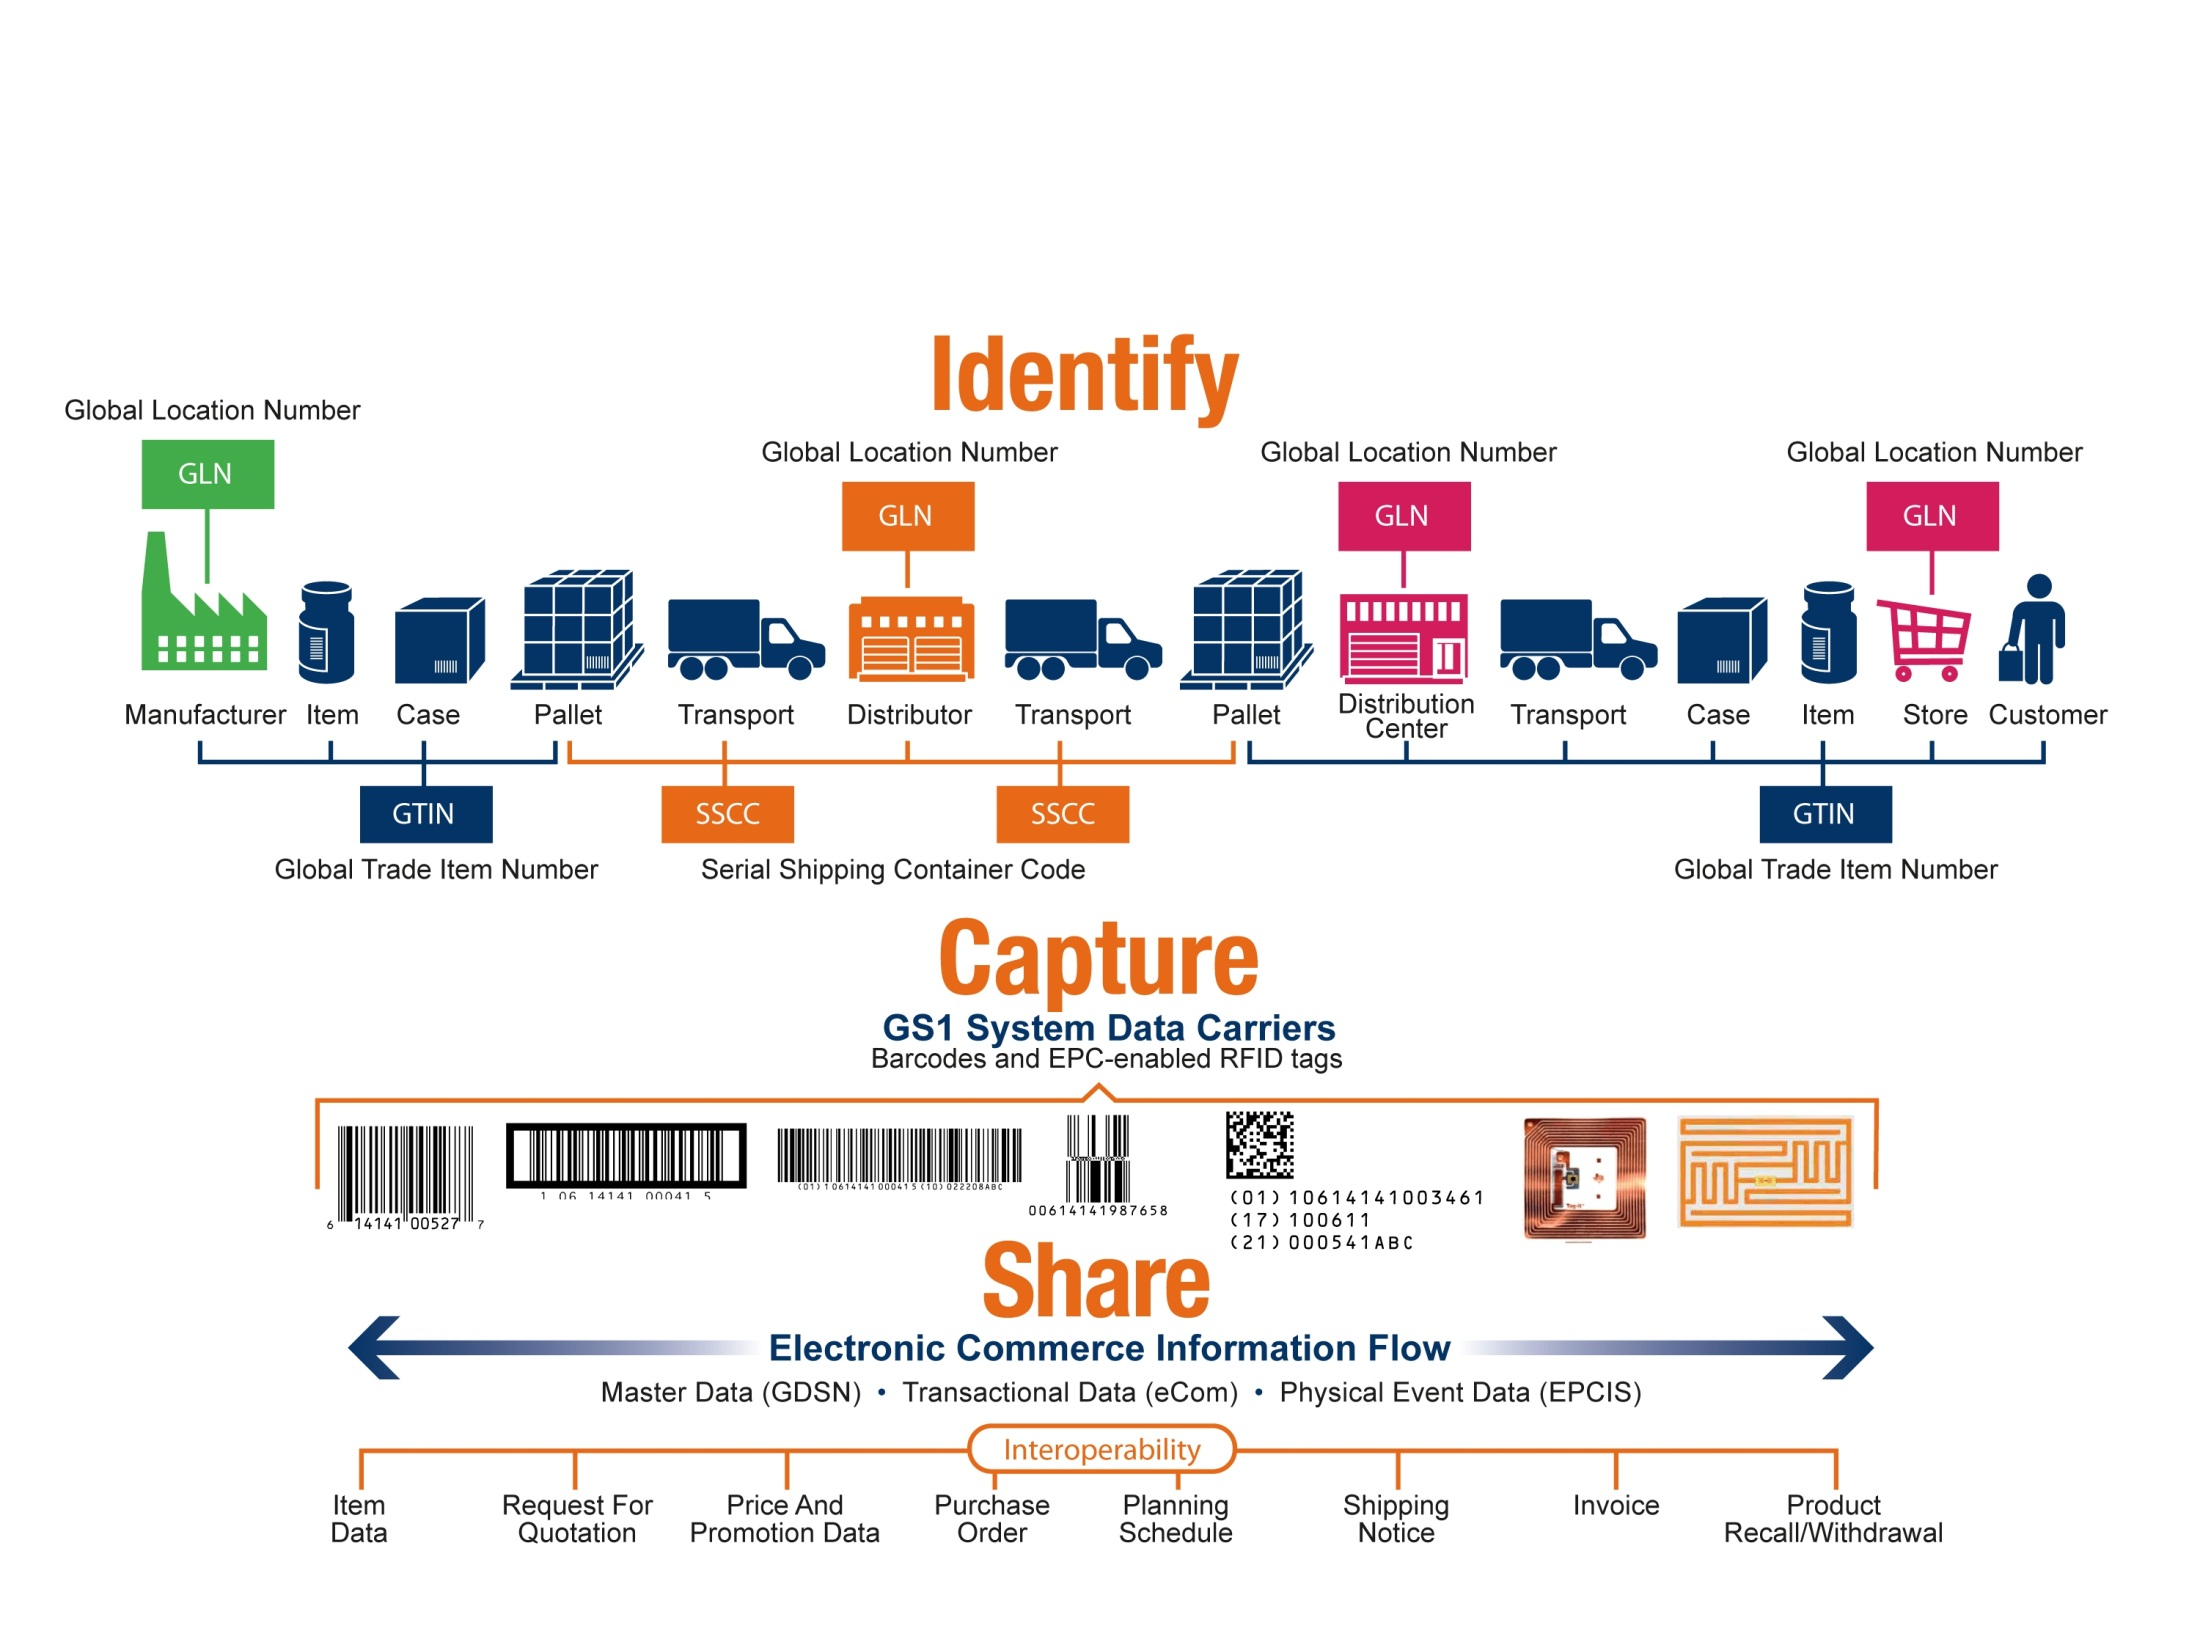 Identify
Global Location Number
GLN
Global Location Number
GLN
Global Location Number
GLN
Global Location Number
GLN
Manufacturer
Item
Case
Pallet
Transport
Distributor
Transport
Pallet
Distribution
Center
Transport
Case
Item
Store
Customer
GTIN
SSCC
SSCC
GTIN
Global Trade Item Number
Serial Shipping Container Code
Global Trade Item Number
Capture
GS1 System Data Carriers
Barcodes and EPC-enabled RFID tags
6 14141 00527 7
1 06 14141 00041 5
(01)10614141000415(10)022208ABC
00614141987658
(01)10614141003461
(17)100611
(21)000541ABC
Share
Electronic Commerce Information Flow
Master Data (GDSN) • Transactional Data (eCom) • Physical Event Data (EPCIS)
Interoperability
Item
Data
Request For
Quotation
Price And
Promotion Data
Purchase
Order
Planning
Schedule
Shipping
Notice
Invoice
Product
Recall/Withdrawal